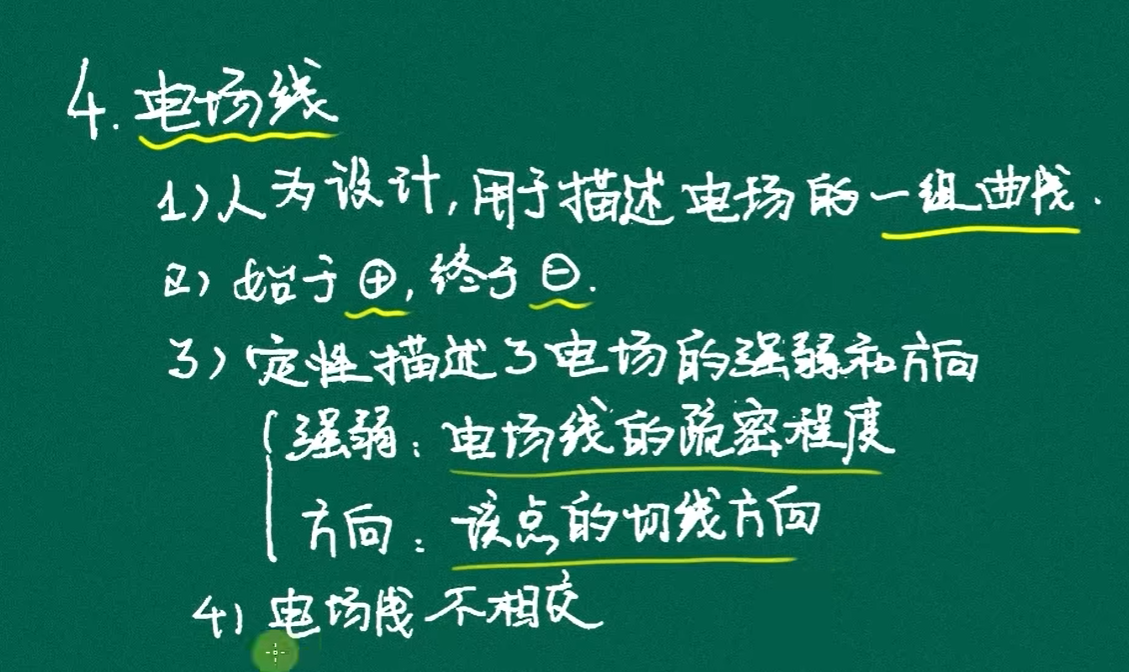 4. 电场线
1) 人为设计, 用于描述电场的一组曲线.
2) 始于⊕, 终于⊖.
3) 定性描述了电场的强弱和方向
强弱: 电场线的疏密程度
方向: 该点的切线方向
4) 电场线不相交